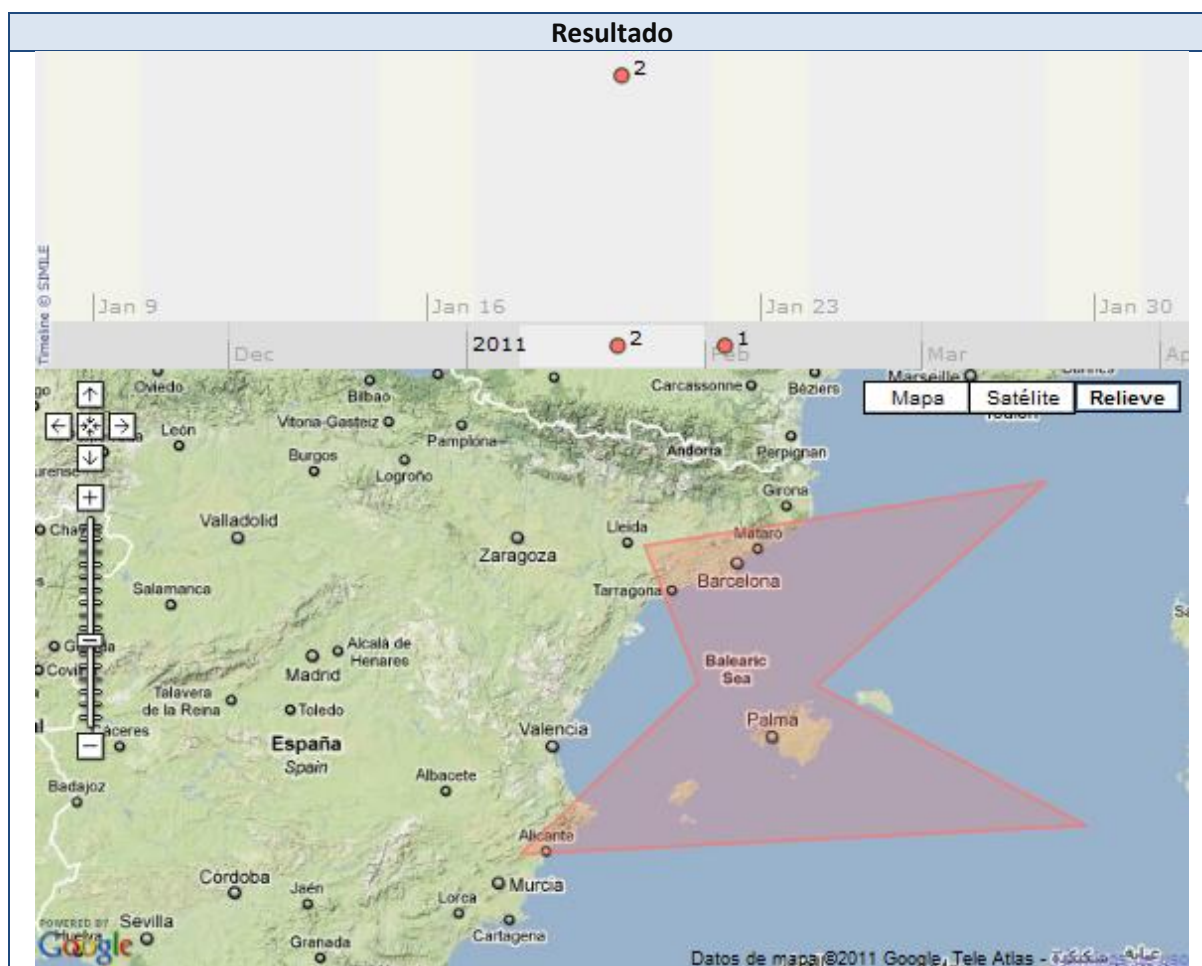 Resultado
2
Timeline © SIMILE
Jan 9
Jan 16
Jan 23
Jan 30
Dec
2011
2
Feb
1
Mar
Oviedo
Bilbao
Carcassonne
Béziers
Marseille
Mapa
Satélite
Relieve
León
Vitoria-Gasteiz
Pamplona
Andorra
Perpignan
Burgos
Logroño
Girona
Valladolid
Lleida
Mataró
Zaragoza
Barcelona
Salamanca
Tarragona
Alcalá de
Henares
Madrid
Balearic
Sea
Talavera
de la Reina
Toledo
Palma
Cáceres
Valencia
España
Spain
Albacete
Badajoz
Alicante
Cordoba
Jaén
Murcia
Lorca
Cartagena
POWERED BY
Google
Sevilla
Huelva
Granada
Datos de mapa ©2011 Google, Tele Atlas -